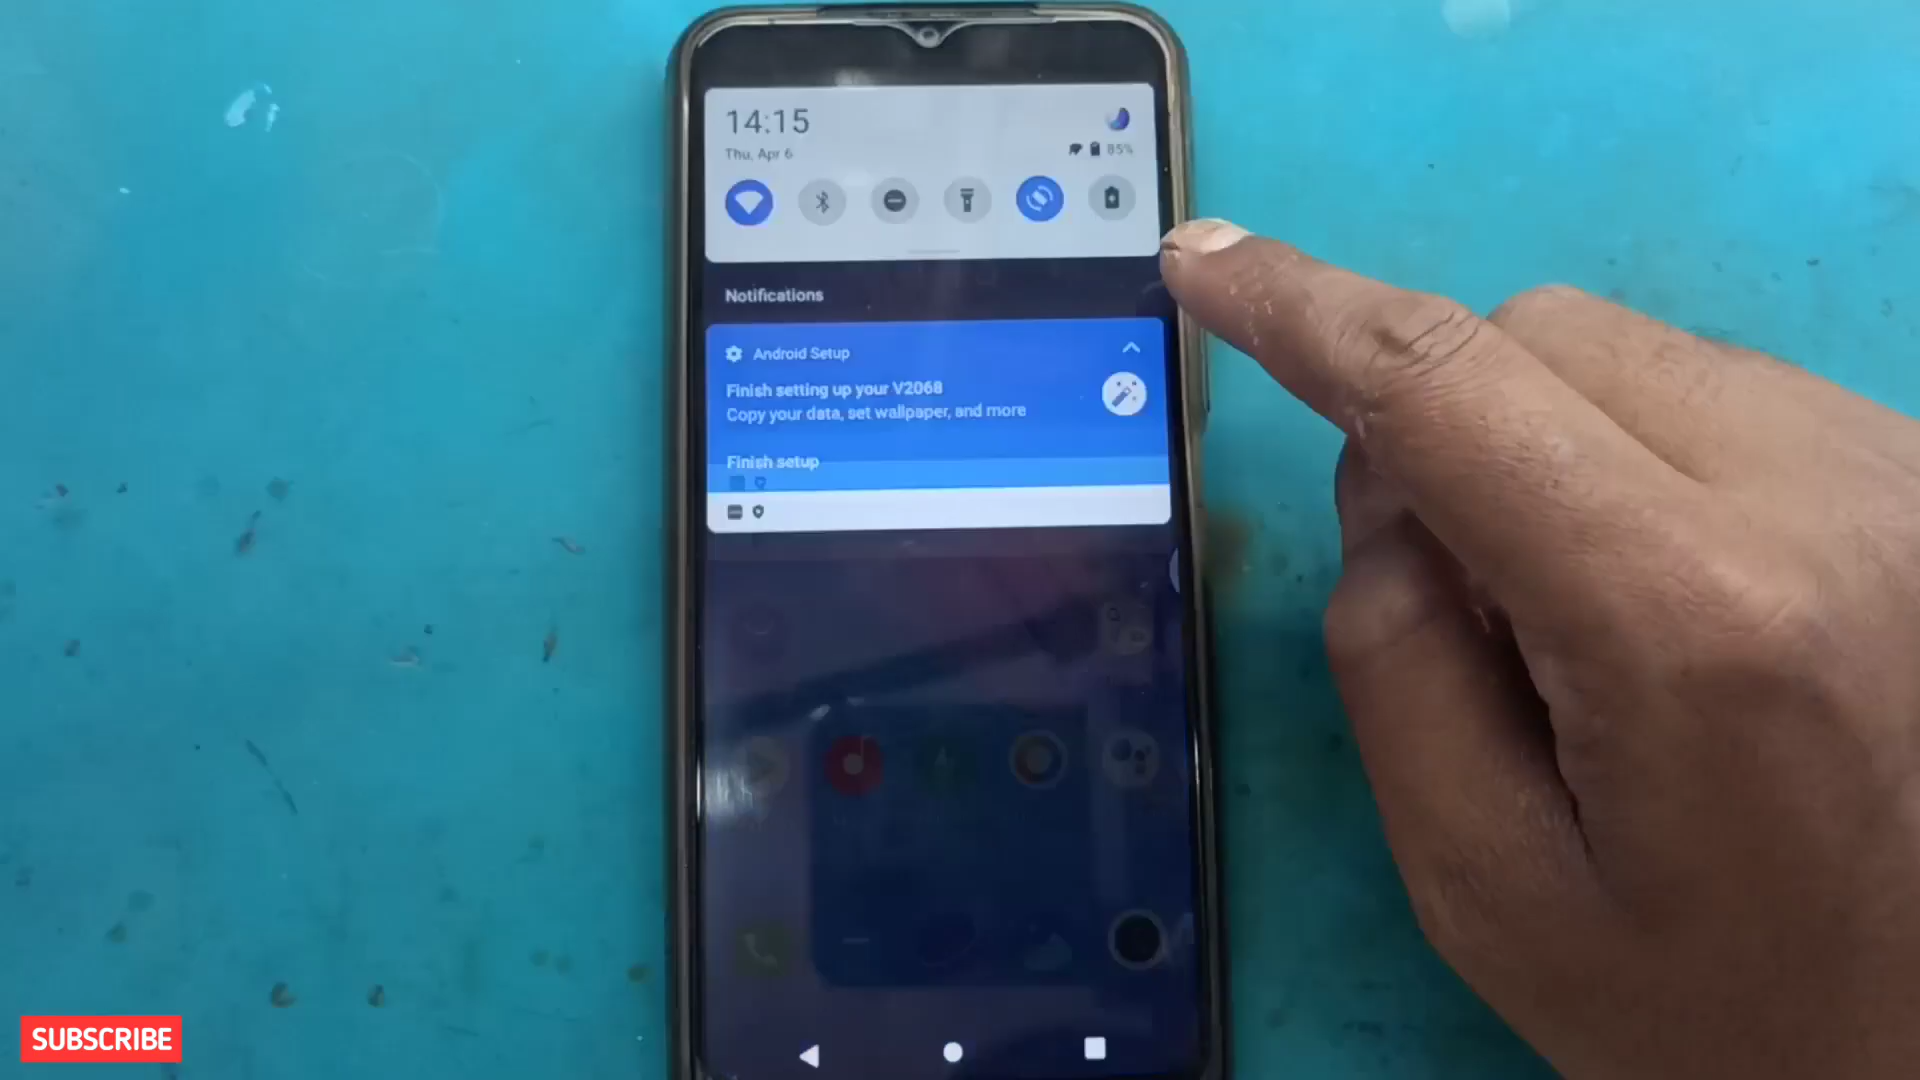 14:15
Thu, Apr 6
85%
Notifications
Android Setup
Finish setting up your V2068
Copy your data, set wallpaper, and more
Finish setup
SUBSCRIBE